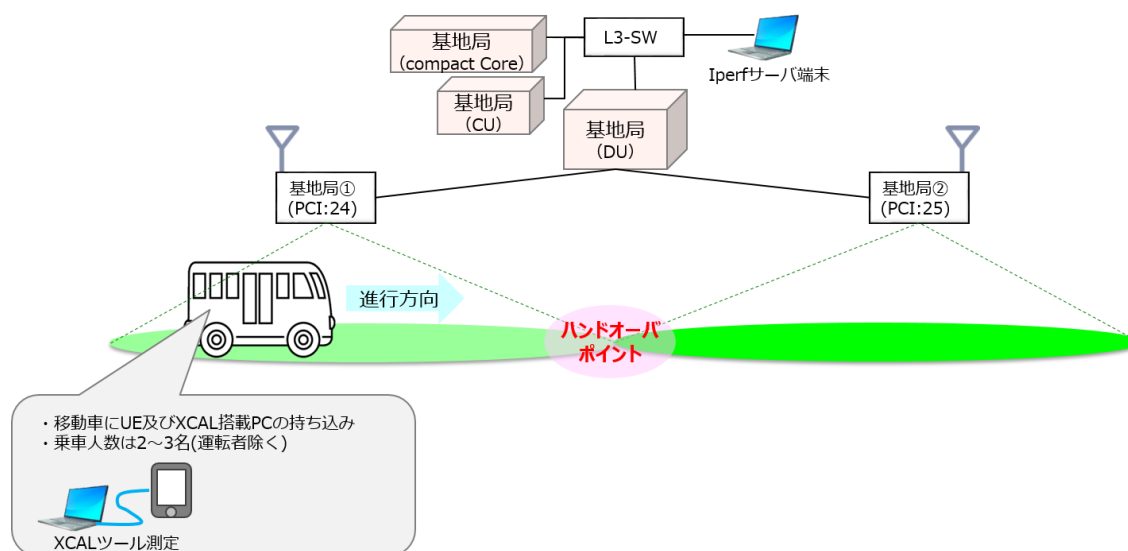 基地局
(compact Core)
L3-SW
Iperfサーバ端末
基地局
(CU)
基地局
(DU)
基地局①
(PCI:24)
基地局②
(PCI:25)
進行方向
ハンドオーバ
ポイント
・移動車にUE及びXCAL搭載PCの持ち込み
・乗車人数は2～3名(運転者除く)
XCALツール測定